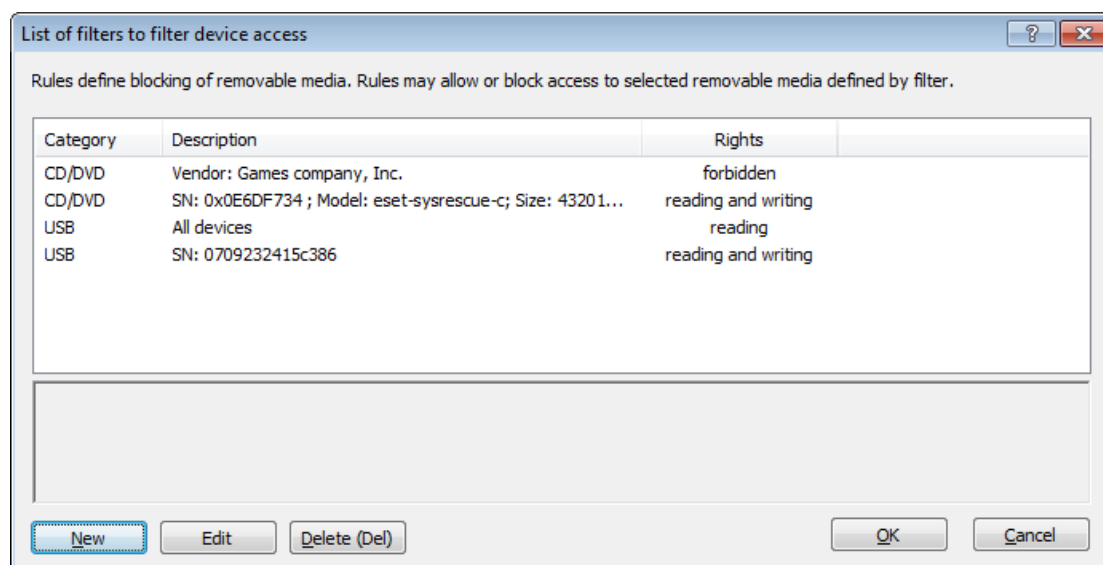 List of filters to filter device access
Rules define blocking of removable media. Rules may allow or block access to selected removable media defined by filter.
Category Description Rights
CD/DVD Vendor: Games company, Inc. forbidden
CD/DVD SN: 0x0E6DF734 ; Model: eset-sysrescue-c; Size: 43201... reading and writing
USB All devices reading
USB SN: 0709232415c386 reading and writing
New Edit Delete (Del) OK Cancel